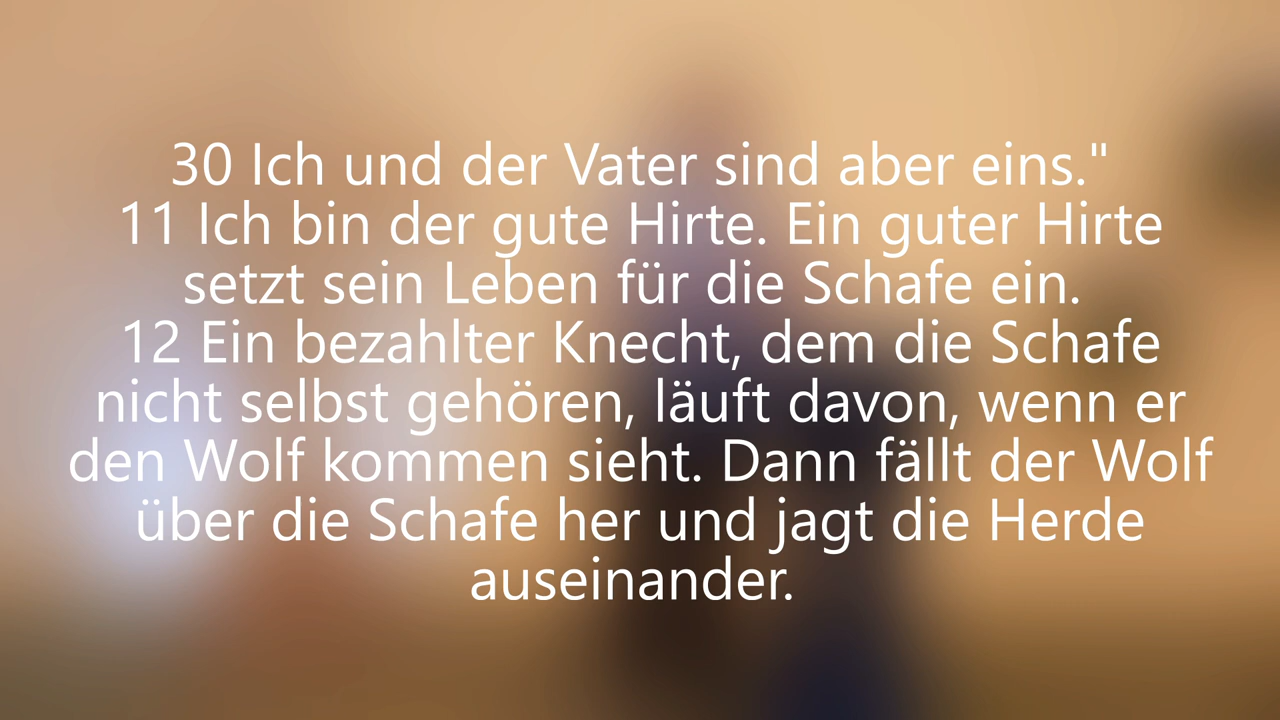 30 Ich und der Vater sind aber eins."
11 Ich bin der gute Hirte. Ein guter Hirte
setzt sein Leben für die Schafe ein.
12 Ein bezahlter Knecht, dem die Schafe
nicht selbst gehören, läuft davon, wenn er
den Wolf kommen sieht. Dann fällt der Wolf
über die Schafe her und jagt die Herde
auseinander.